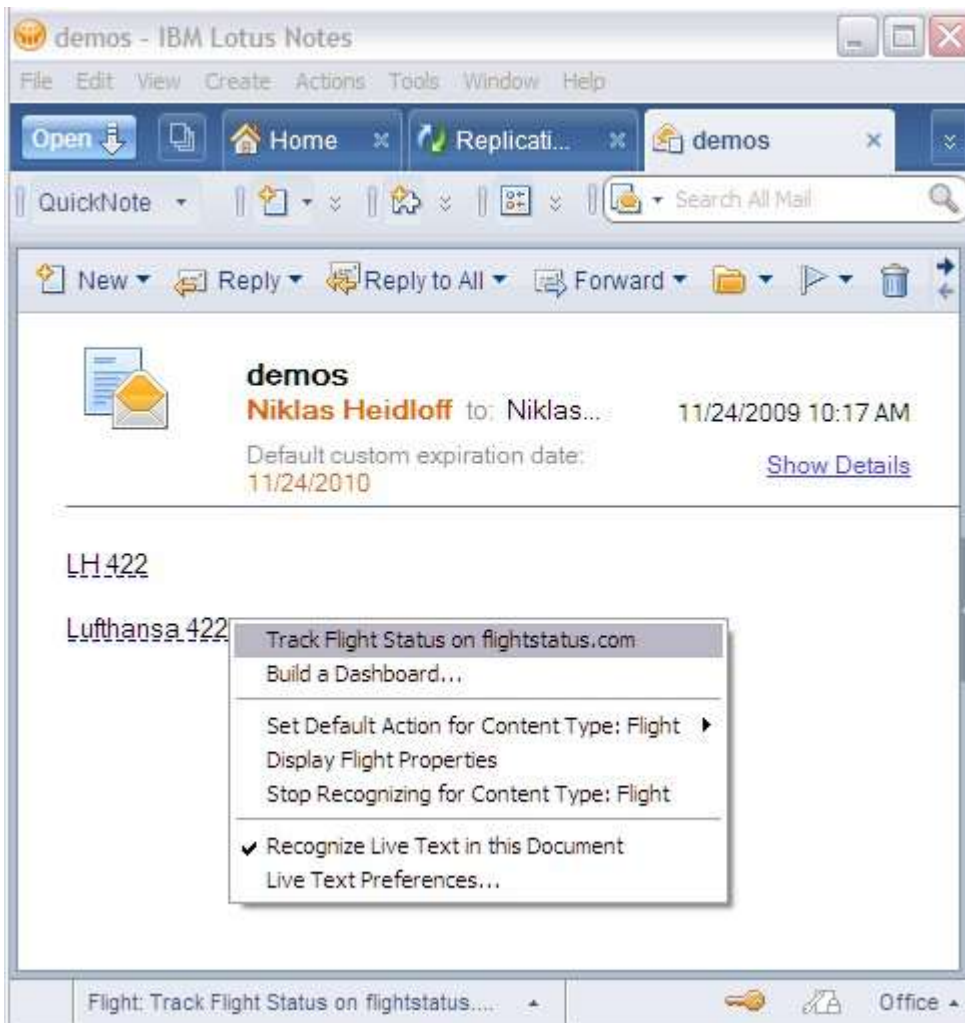 demos - IBM Lotus Notes
File Edit View Create Actions Tools Window Help
Open Home Replicati... demos
QuickNote Search All Mail
New Reply Reply to All Forward
demos
Niklas Heidloff to: Niklas... 11/24/2009 10:17 AM
Default custom expiration date:
11/24/2010 Show Details
LH 422
Lufthansa 422
Track Flight Status on flightstatus.com
Build a Dashboard...
Set Default Action for Content Type: Flight
Display Flight Properties
Stop Recognizing for Content Type: Flight
Recognize Live Text in this Document
Live Text Preferences...
Flight: Track Flight Status on flightstatus.... Office